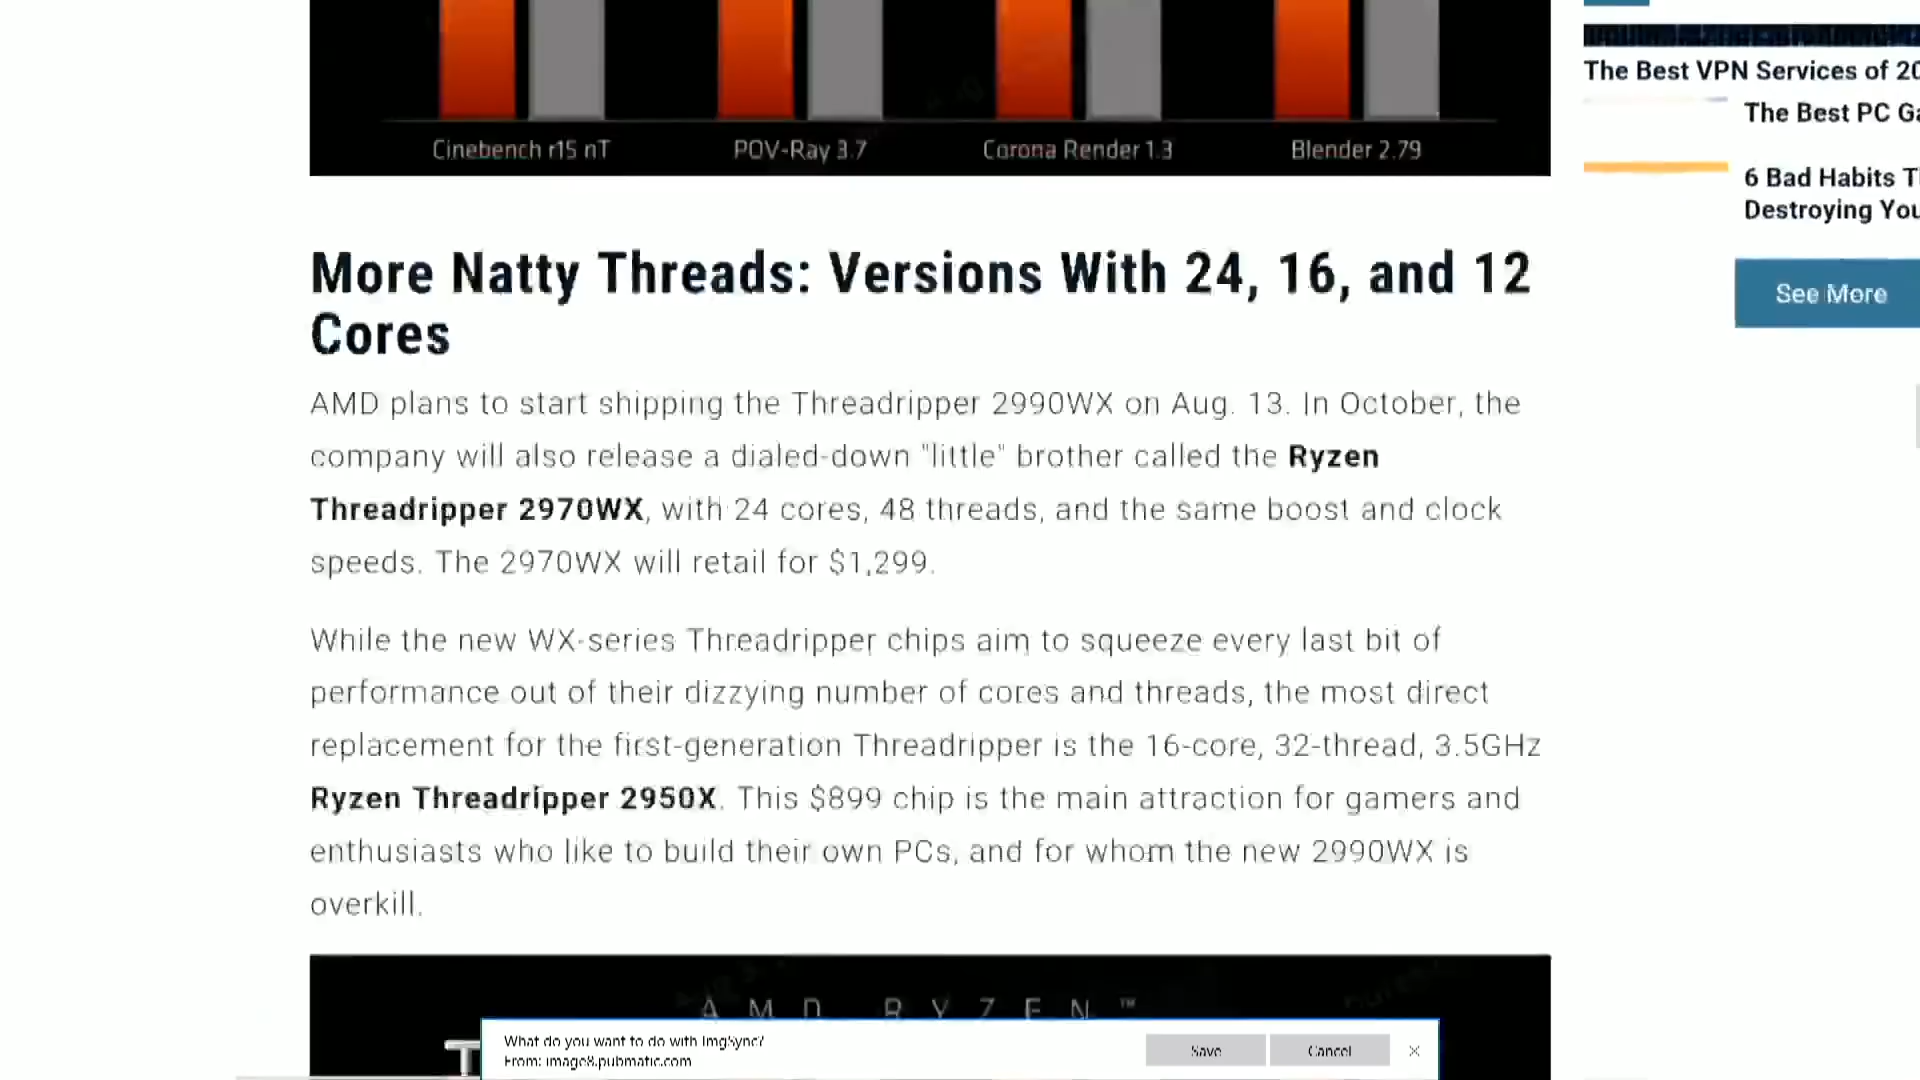 Cinebench r15 nT
POV-Ray 3.7
Corona Render 1.3
Blender 2.79
The Best VPN Services of
The Best PC
6 Bad Habits
Destroying
See More
More Natty Threads: Versions With 24, 16, and 12
Cores
AMD plans to start shipping the Threadripper 2990WX on Aug. 13. In October, the
company will also release a dialed-down "little" brother called the Ryzen
Threadripper 2970WX, with 24 cores, 48 threads, and the same boost and clock
speeds. The 2970WX will retail for $1,299.
While the new WX-series Threadripper chips aim to squeeze every last bit of
performance out of their dizzying number of cores and threads, the most direct
replacement for the first-generation Threadripper is the 16-core, 32-thread, 3.5GHz
Ryzen Threadripper 2950X. This $899 chip is the main attraction for gamers and
enthusiasts who like to build their own PCs, and for whom the new 2990WX is
overkill.
AMD RYZEN™
What do you want to do with ImgSync?
From: image8.pubmatic.com
Save
Cancel